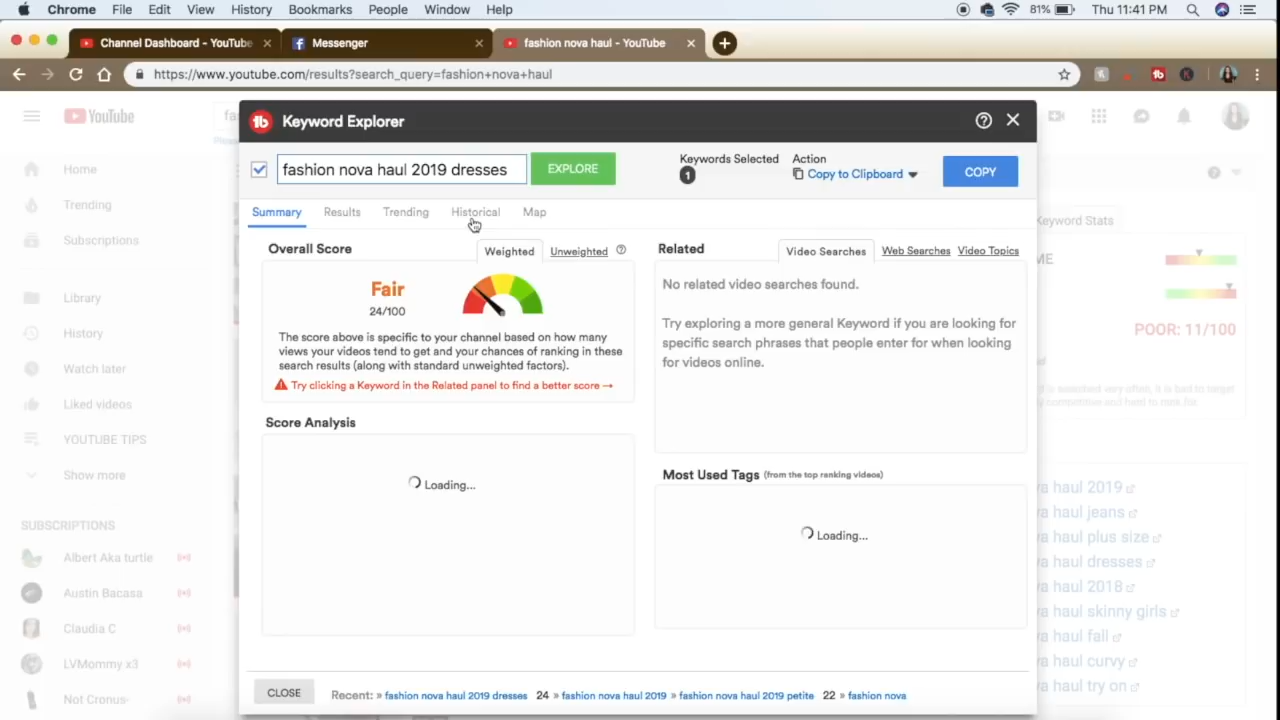 Chrome File Edit View History Bookmarks People Window Help 81% Thu 11:41 PM
Channel Dashboard - YouTube Messenger fashion nova haul - YouTube
https://www.youtube.com/results?search_query=fashion+nova+haul
Keyword Explorer
YouTube
fashion nova haul 2019 dresses EXPLORE Keywords Selected 1 Action Copy to Clipboard COPY
Home
Trending
Subscriptions
Library
History
Watch later
Liked videos
YOUTUBE TIPS
Show more
SUBSCRIPTIONS
Albert Aka turtle
Austin Bacasa
Claudia C
LVMommy x3
Not Cronus-
Summary Results Trending Historical Map
Overall Score Weighted Unweighted
Fair
24/100
The score above is specific to your channel based on how many
views your videos tend to get and your chances of ranking in these
search results (along with standard unweighted factors).
Try clicking a Keyword in the Related panel to find a better score →
Score Analysis
Loading...
Related Video Searches Web Searches Video Topics
No related video searches found.
Try exploring a more general Keyword if you are looking for
specific search phrases that people enter for when looking
for videos online.
Most Used Tags (from the top ranking videos)
Loading...
CLOSE Recent: » fashion nova haul 2019 dresses 24 » fashion nova haul 2019 » fashion nova haul 2019 petite 22 » fashion nova
Keyword Stats
ME
POOR: 11/100
va haul 2019
va haul jeans
va haul plus size
va haul dresses
va haul 2018
va haul skinny girls
va haul fall
va haul curvy
va haul try on